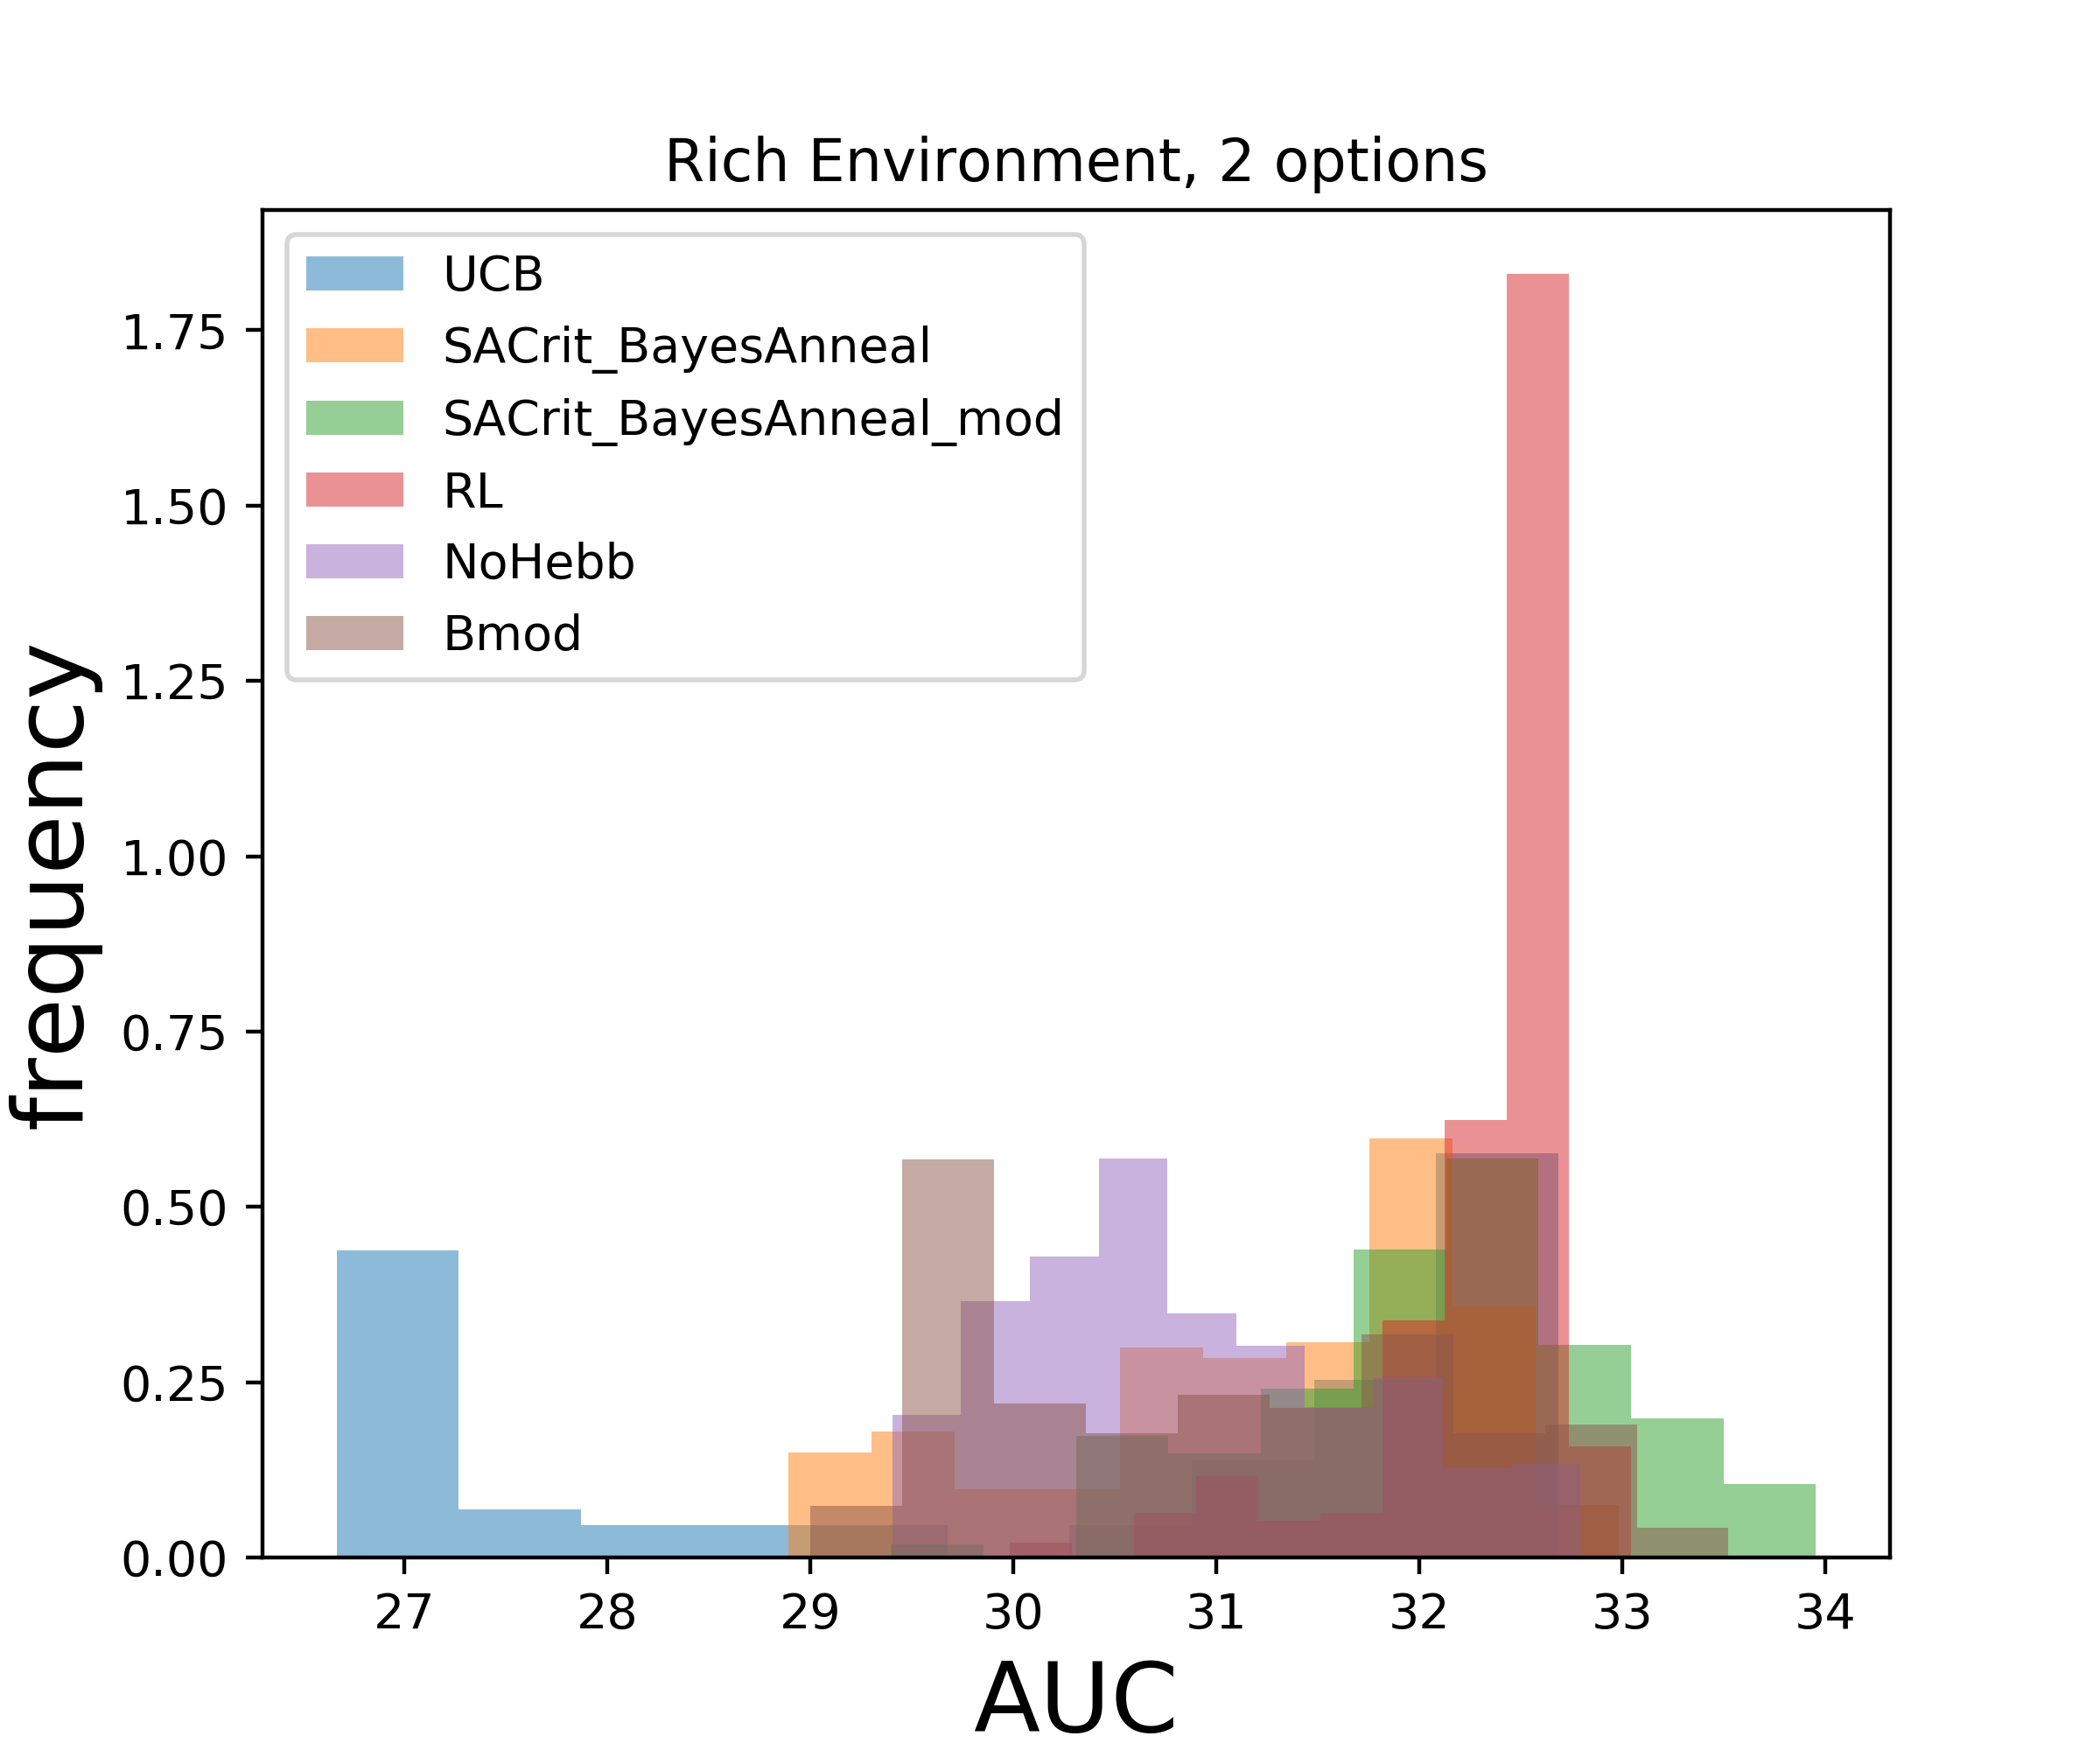 Rich Environment, 2 options
UCB
SACrit_BayesAnneal
SACrit_BayesAnneal_mod
RL
NoHebb
Bmod
1.75
1.50
1.25
1.00
0.75
0.50
0.25
0.00
frequency
27 28 29 30 31 32 33 34
AUC